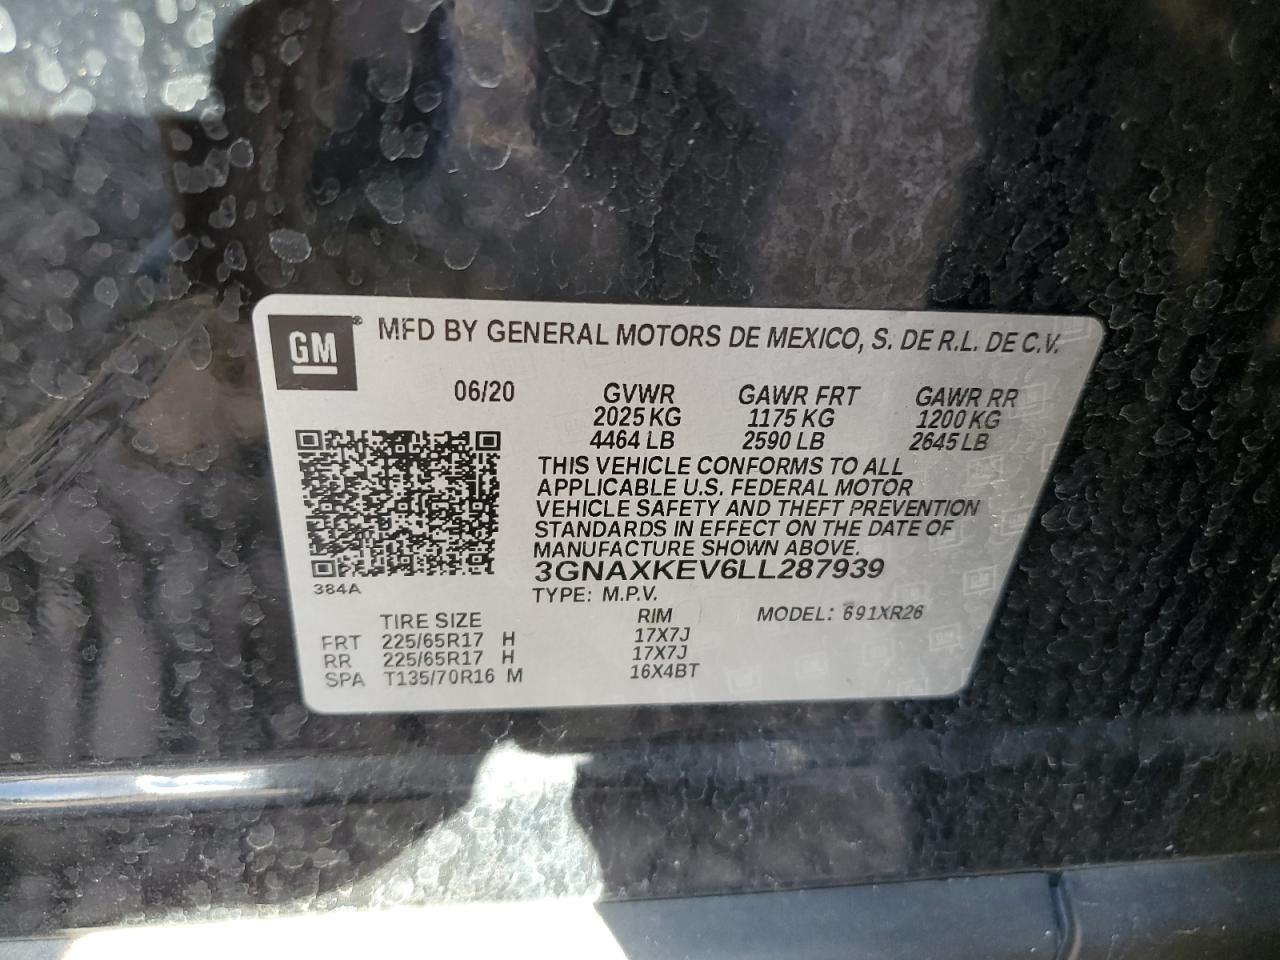 GM® MFD BY GENERAL MOTORS DE MEXICO, S. DE R.L. DE C.V.
06/20 GVWR GAWR FRT GAWR RR
2025 KG 1175 KG 1200 KG
4464 LB 2590 LB 2645 LB
THIS VEHICLE CONFORMS TO ALL
APPLICABLE U.S. FEDERAL MOTOR
VEHICLE SAFETY AND THEFT PREVENTION
STANDARDS IN EFFECT ON THE DATE OF
MANUFACTURE SHOWN ABOVE.
3GNAXKEV6LL287939
384A
TYPE: M.P.V.
TIRE SIZE RIM MODEL: 691XR26
FRT 225/65R17 H 17X7J
RR 225/65R17 H 17X7J
SPA T135/70R16 M 16X4BT